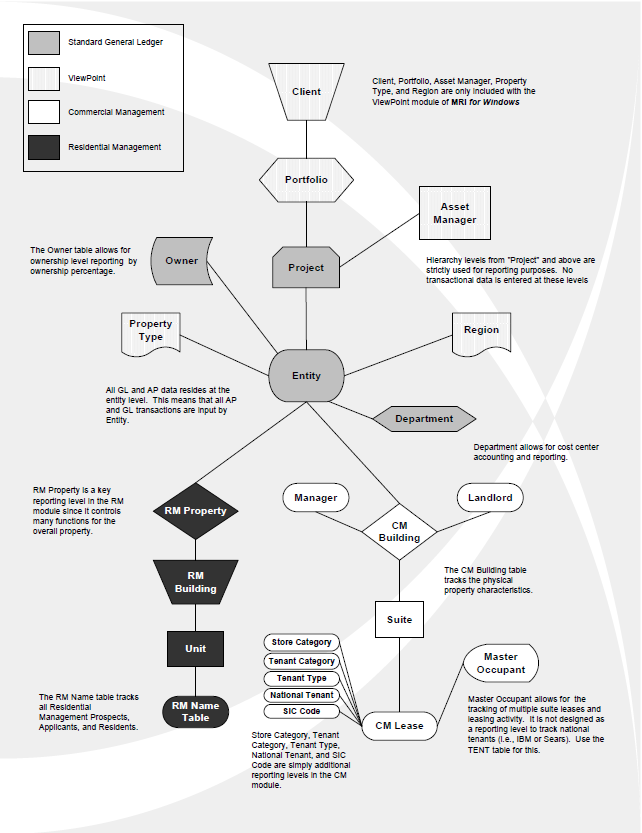 Standard General Ledger
ViewPoint
Commercial Management
Residential Management
Client
Client, Portfolio, Asset Manager, Property
Type, and Region are only included with the
ViewPoint module of MRI for Windows
Portfolio
Asset
Manager
The Owner table allows for
ownership level reporting by
ownership percentage.
Owner
Project
Hierarchy levels from "Project" and above are
strictly used for reporting purposes. No
transactional data is entered at these levels
Property
Type
Region
Entity
All GL and AP data resides at the
entity level. This means that all AP
and GL transactions are input by
Entity.
Department
Department allows for cost center
accounting and reporting.
RM Property is a key
reporting level in the RM
module since it controls
many functions for the
overall property.
RM Property
Manager
Landlord
CM
Building
RM
Building
The CM Building table
tracks the physical
property characteristics.
Suite
Unit
Store Category
Tenant Category
Tenant Type
National Tenant
SIC Code
Master
Occupant
The RM Name table tracks
all Residential
Management Prospects,
Applicants, and Residents.
RM Name
Table
CM Lease
Master Occupant allows for the
tracking of multiple suite leases and
leasing activity. It is not designed as
a reporting level to track national
tenants (i.e., IBM or Sears). Use the
TENT table for this.
Store Category, Tenant
Category, Tenant Type,
National Tenant, and SIC
Code are simply additional
reporting levels in the CM
module.